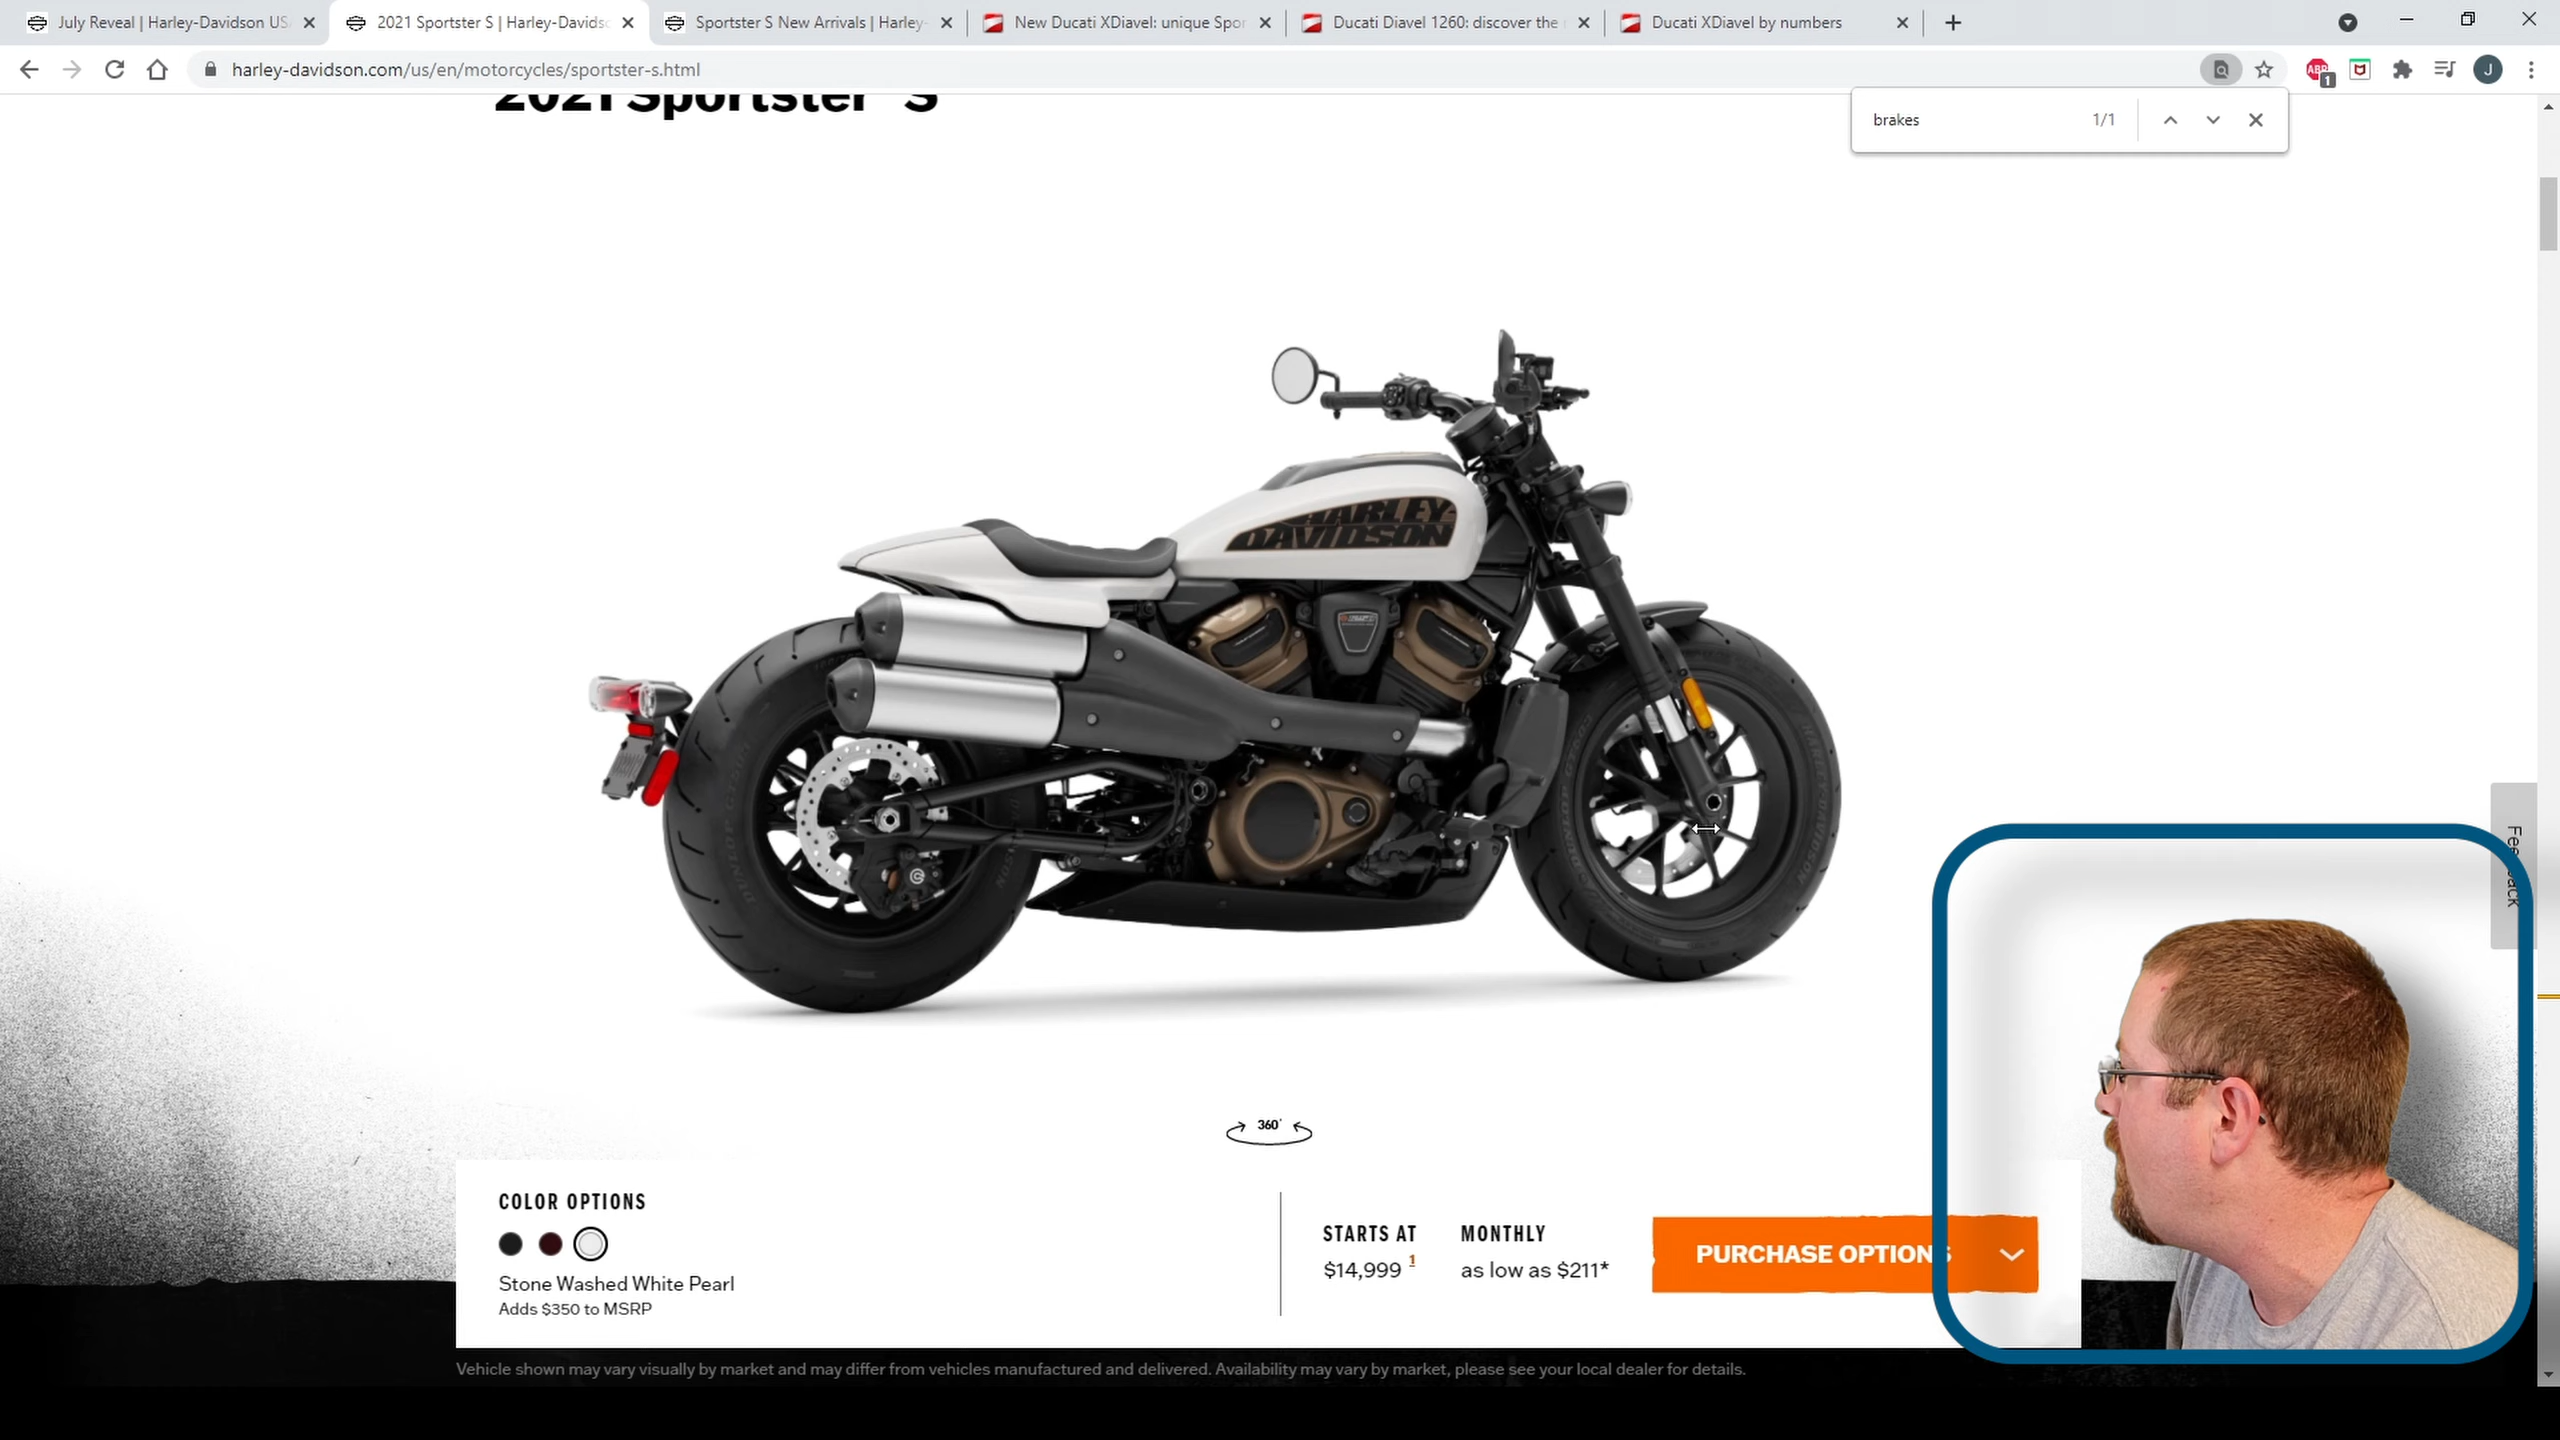 July Reveal | Harley-Davidson US
2021 Sportster S | Harley-Davids
Sportster S New Arrivals | Harley-
New Ducati XDiavel: unique Spor
Ducati Diavel 1260: discover the
Ducati XDiavel by numbers
harley-davidson.com/us/en/motorcycles/sportster-s.html
ABP
1
J
brakes
1/1
2021 Sportster S
HARLEY
DAVIDSON
360°
COLOR OPTIONS
Stone Washed White Pearl
Adds $350 to MSRP
STARTS AT
$14,999 1
MONTHLY
as low as $211*
PURCHASE OPTIONS
Vehicle shown may vary visually by market and may differ from vehicles manufactured and delivered. Availability may vary by market, please see your local dealer for details.